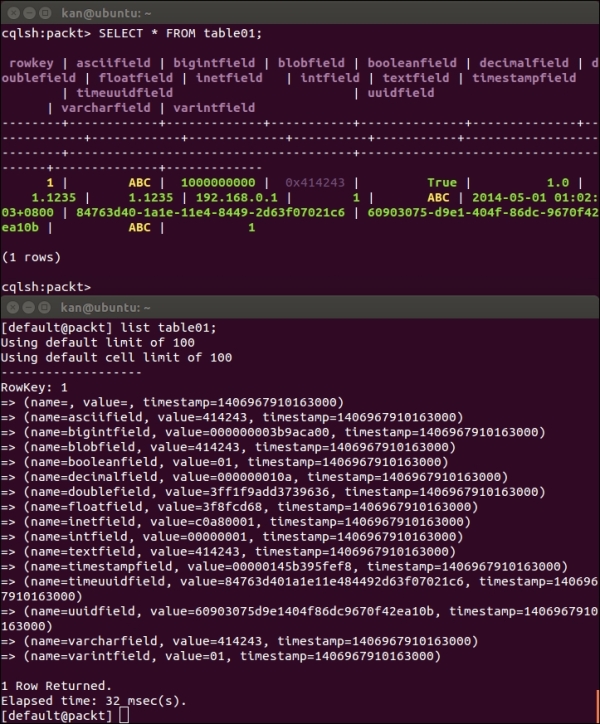 kan@ubuntu: ~
cqlsh:packt> SELECT * FROM table01;
rowkey | asciifield | bigintfield | blobfield | booleanfield | decimalfield | d
oublefield | floatfield | inetfield | intfield | textfield | timestampfield
| timeuuidfield | uuidfield
| varcharfield | varintfield
--------+------------+-------------+-----------+--------------+--------------+--
-----------+------------+-------------+----------+-----------+------------------
--------+--------------------------------------+--------------------------------
------+--------------+-------------
1 | ABC | 1000000000 | 0x414243 | True | 1.0 |
1.1235 | 1.1235 | 192.168.0.1 | 1 | ABC | 2014-05-01 01:02:
03+0800 | 84763d40-1a1e-11e4-8449-2d63f07021c6 | 60903075-d9e1-404f-86dc-9670f42
ea10b | ABC | 1
(1 rows)
cqlsh:packt>
kan@ubuntu: ~
[default@packt] list table01;
Using default limit of 100
Using default cell limit of 100
-------------------
RowKey: 1
=> (name=, value=, timestamp=1406967910163000)
=> (name=asciifield, value=414243, timestamp=1406967910163000)
=> (name=bigintfield, value=000000003b9aca00, timestamp=1406967910163000)
=> (name=blobfield, value=414243, timestamp=1406967910163000)
=> (name=booleanfield, value=01, timestamp=1406967910163000)
=> (name=decimalfield, value=000000010a, timestamp=1406967910163000)
=> (name=doublefield, value=3ff1f9add3739636, timestamp=1406967910163000)
=> (name=floatfield, value=3f8fcd68, timestamp=1406967910163000)
=> (name=inetfield, value=c0a80001, timestamp=1406967910163000)
=> (name=intfield, value=00000001, timestamp=1406967910163000)
=> (name=textfield, value=414243, timestamp=1406967910163000)
=> (name=timestampfield, value=00000145b395fef8, timestamp=1406967910163000)
=> (name=timeuuidfield, value=84763d401a1e11e484492d63f07021c6, timestamp=140696
7910163000)
=> (name=uuidfield, value=60903075d9e1404f86dc9670f42ea10b, timestamp=1406967910
163000)
=> (name=varcharfield, value=414243, timestamp=1406967910163000)
=> (name=varintfield, value=01, timestamp=1406967910163000)
1 Row Returned.
Elapsed time: 32 msec(s).
[default@packt]